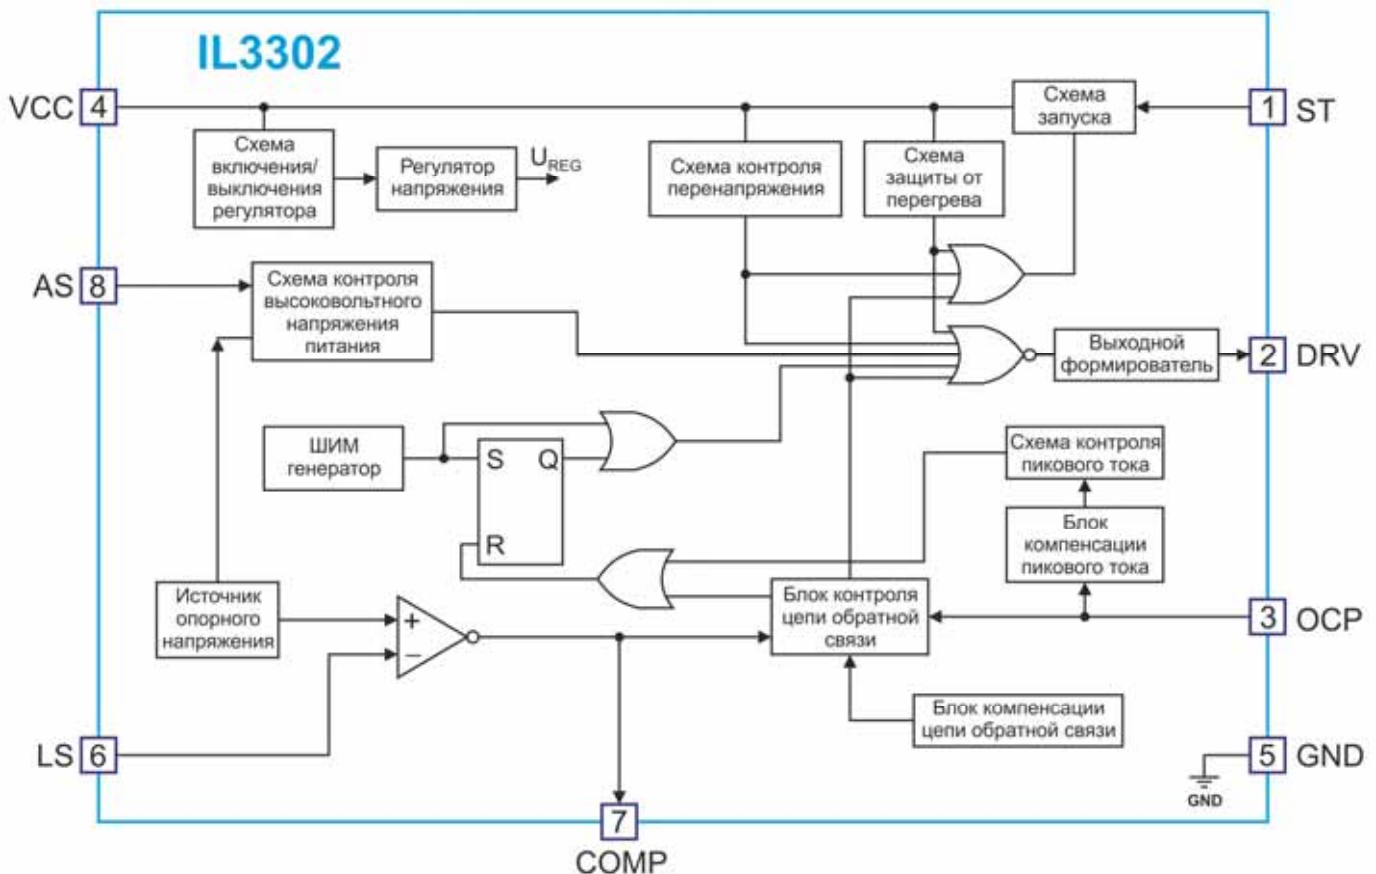 IL3302
VCC 4
1 ST
Схема
запуска
Схема
включения/
выключения
регулятора
Регулятор
напряжения
UREG
Схема контроля
перенапряжения
Схема
защиты от
перегрева
AS 8
Схема контроля
высоковольтного
напряжения
питания
Выходной
формирователь
2 DRV
ШИМ
генератор
S Q
R
Схема контроля
пикового тока
Блок
компенсации
пикового тока
Источник
опорного
напряжения
+
–
Блок контроля
цепи обратной
связи
3 OCP
Блок компенсации
цепи обратной связи
LS 6
5 GND
GND
7
COMP